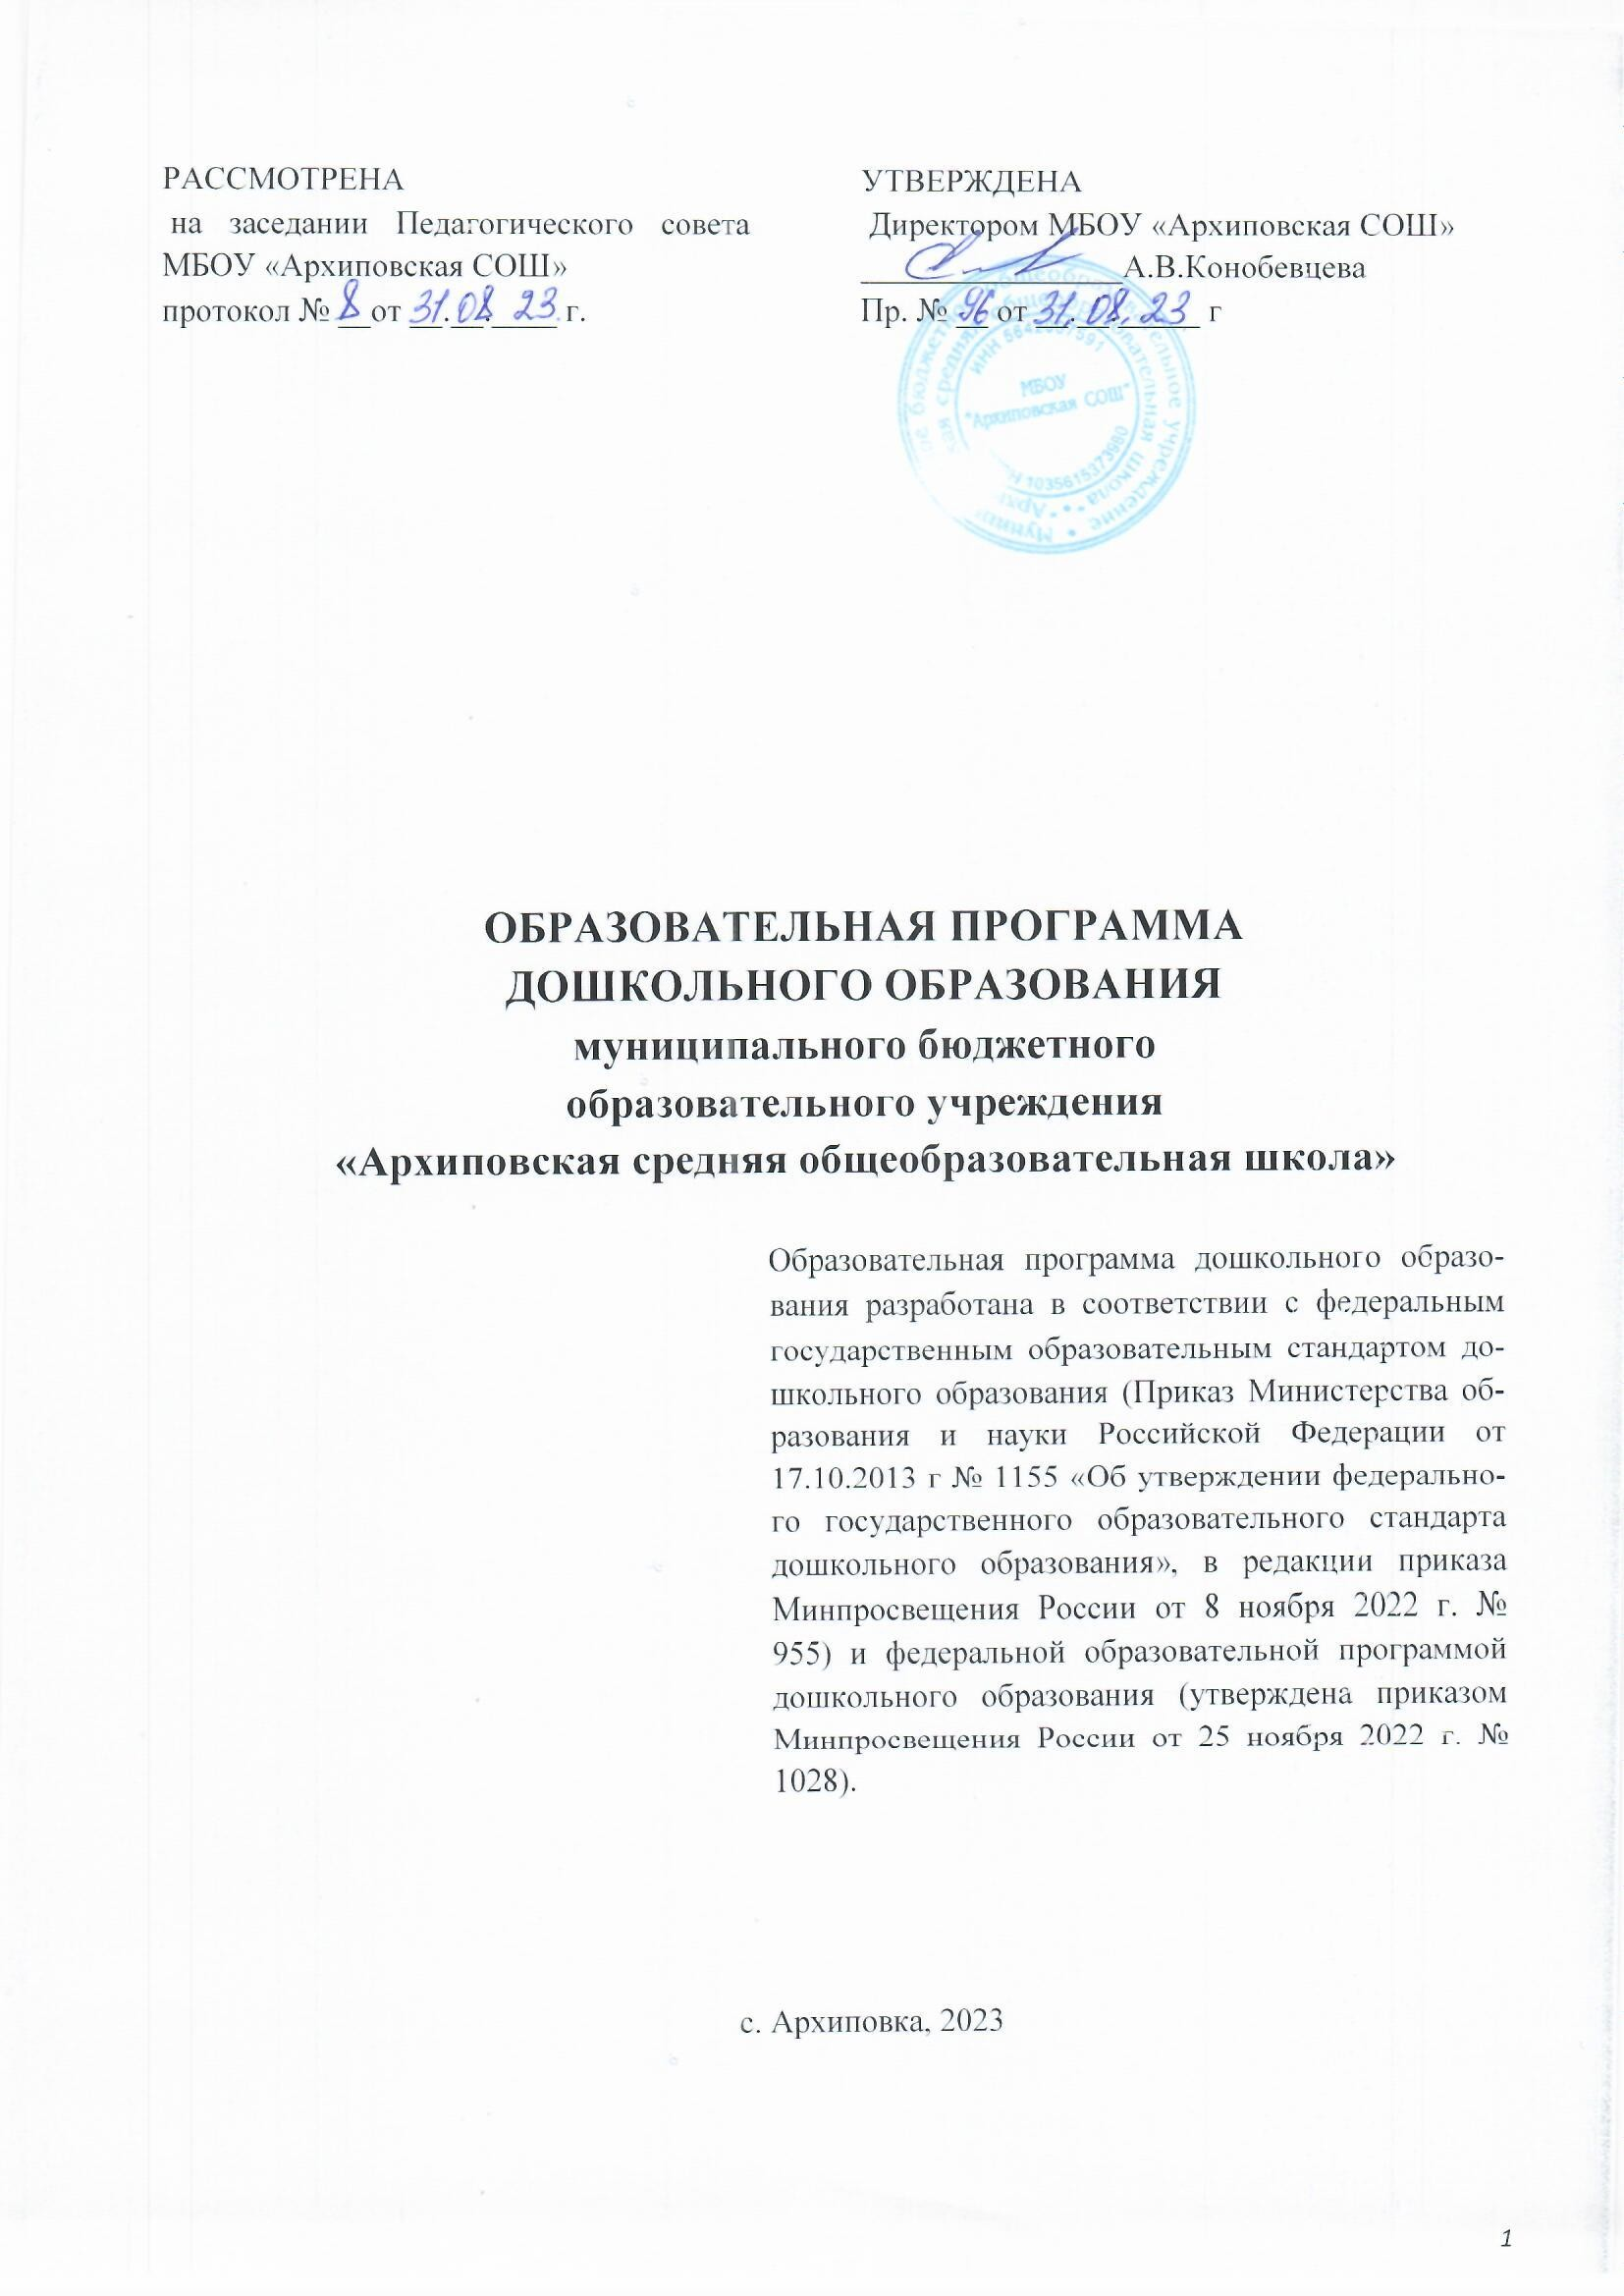 РАССМОТРЕНА
на заседании Педагогического совета
МБОУ «Архиповская СОШ»
протокол № 8 от 31.08.23 г.
УТВЕРЖДЕНА
Директором МБОУ «Архиповская СОШ»
А.В.Конобевцева
Пр. № 96 от 31.08.23 г
МБОУ
"Архиповская СОШ"
1035615373980
ОБРАЗОВАТЕЛЬНАЯ ПРОГРАММА
ДОШКОЛЬНОГО ОБРАЗОВАНИЯ
муниципального бюджетного
образовательного учреждения
«Архиповская средняя общеобразовательная школа»
Образовательная программа дошкольного образо-
вания разработана в соответствии с федеральным
государственным образовательным стандартом до-
школьного образования (Приказ Министерства об-
разования и науки Российской Федерации от
17.10.2013 г № 1155 «Об утверждении федерально-
го государственного образовательного стандарта
дошкольного образования», в редакции приказа
Минпросвещения России от 8 ноября 2022 г. №
955) и федеральной образовательной программой
дошкольного образования (утверждена приказом
Минпросвещения России от 25 ноября 2022 г. №
1028).
с. Архиповка, 2023
1